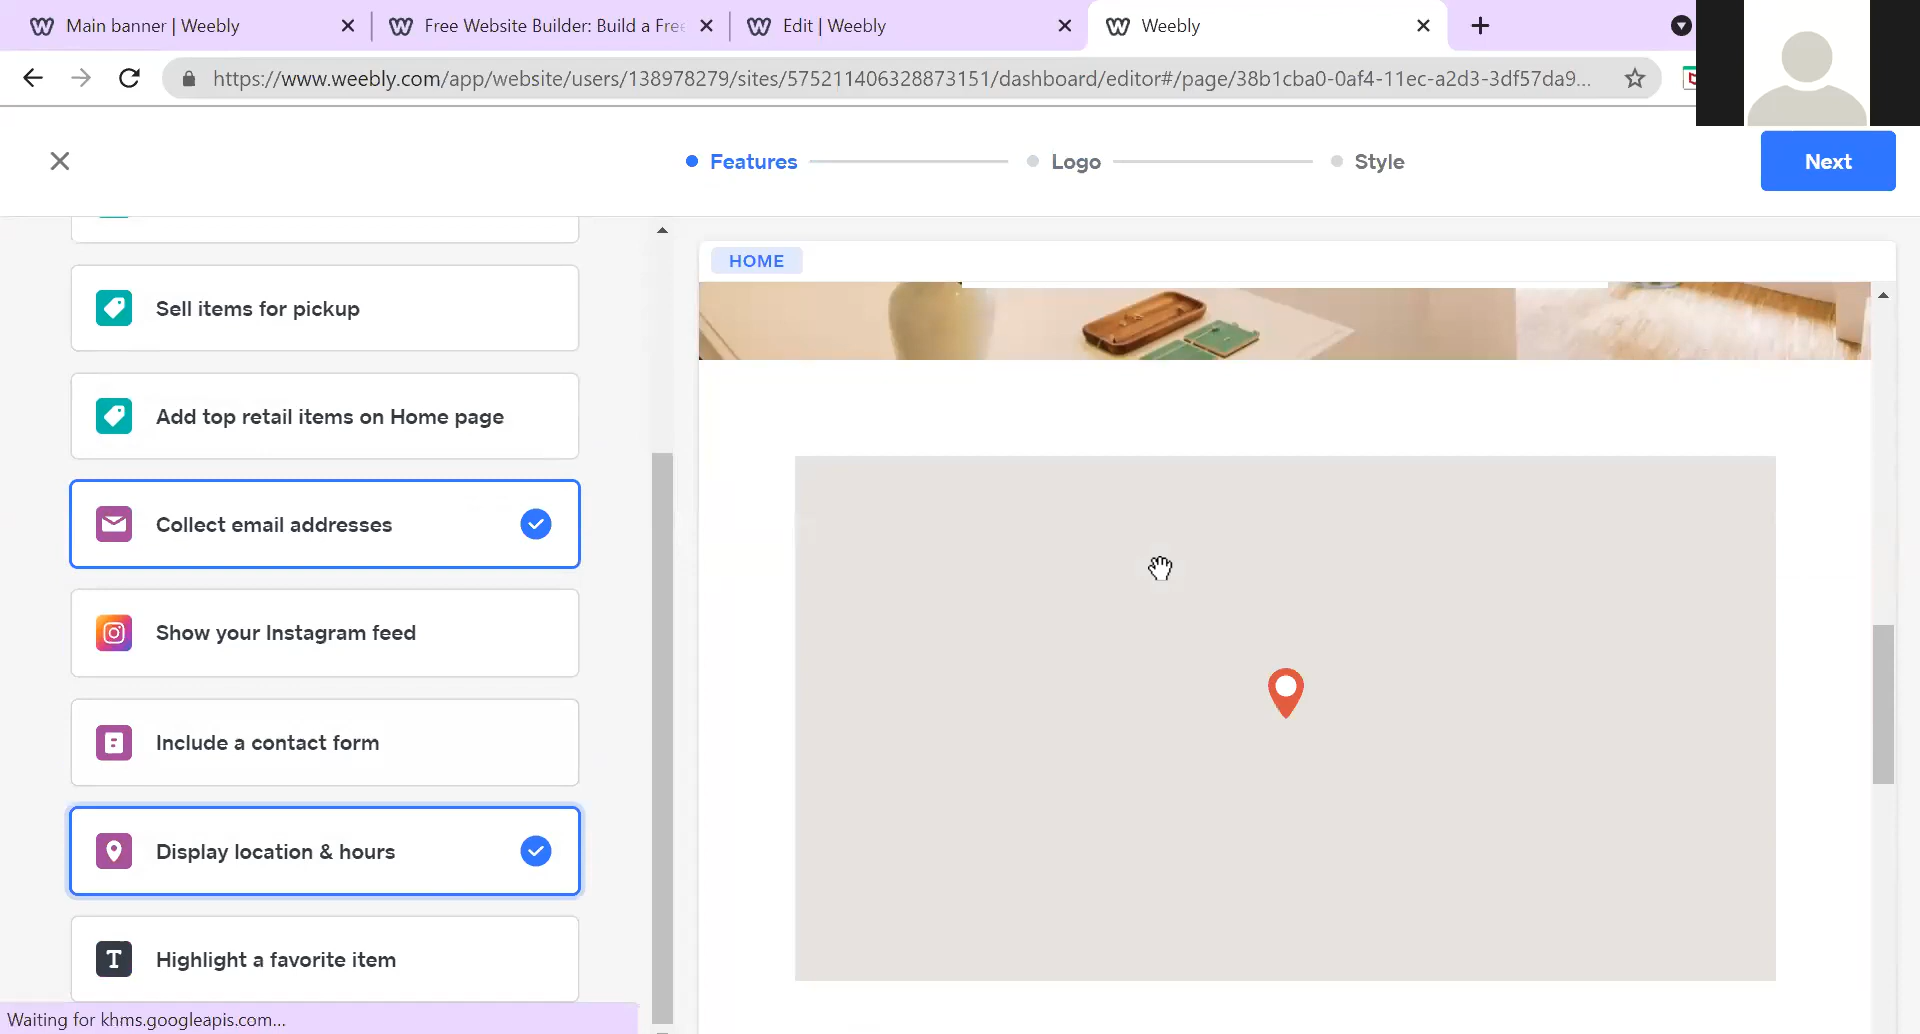 Main banner | Weebly
Free Website Builder: Build a Free
Edit | Weebly
Weebly
https://www.weebly.com/app/website/users/138978279/sites/575211406328873151/dashboard/editor#/page/38b1cba0-0af4-11ec-a2d3-3df57da9...
Features
Logo
Style
Next
HOME
Sell items for pickup
Add top retail items on Home page
Collect email addresses
Show your Instagram feed
Include a contact form
Display location & hours
T Highlight a favorite item
Waiting for khms.googleapis.com...